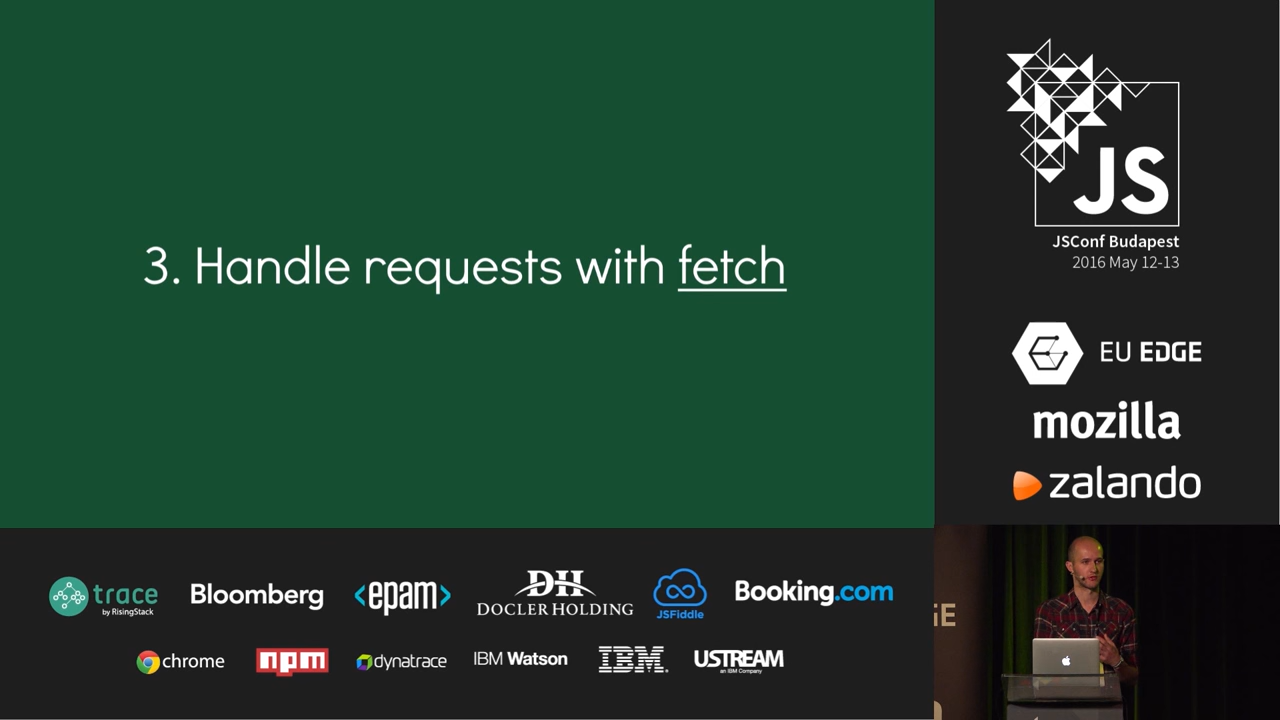 3. Handle requests with fetch
JS
JSConf Budapest
2016 May 12-13
EU EDGE
mozilla
zalando
trace
by RisingStack
Bloomberg
<epam>
DH
DOCLER HOLDING
JSFiddle
Booking.com
chrome
npm
dynatrace
IBM Watson
IBM.
USTREAM
an IBM Company